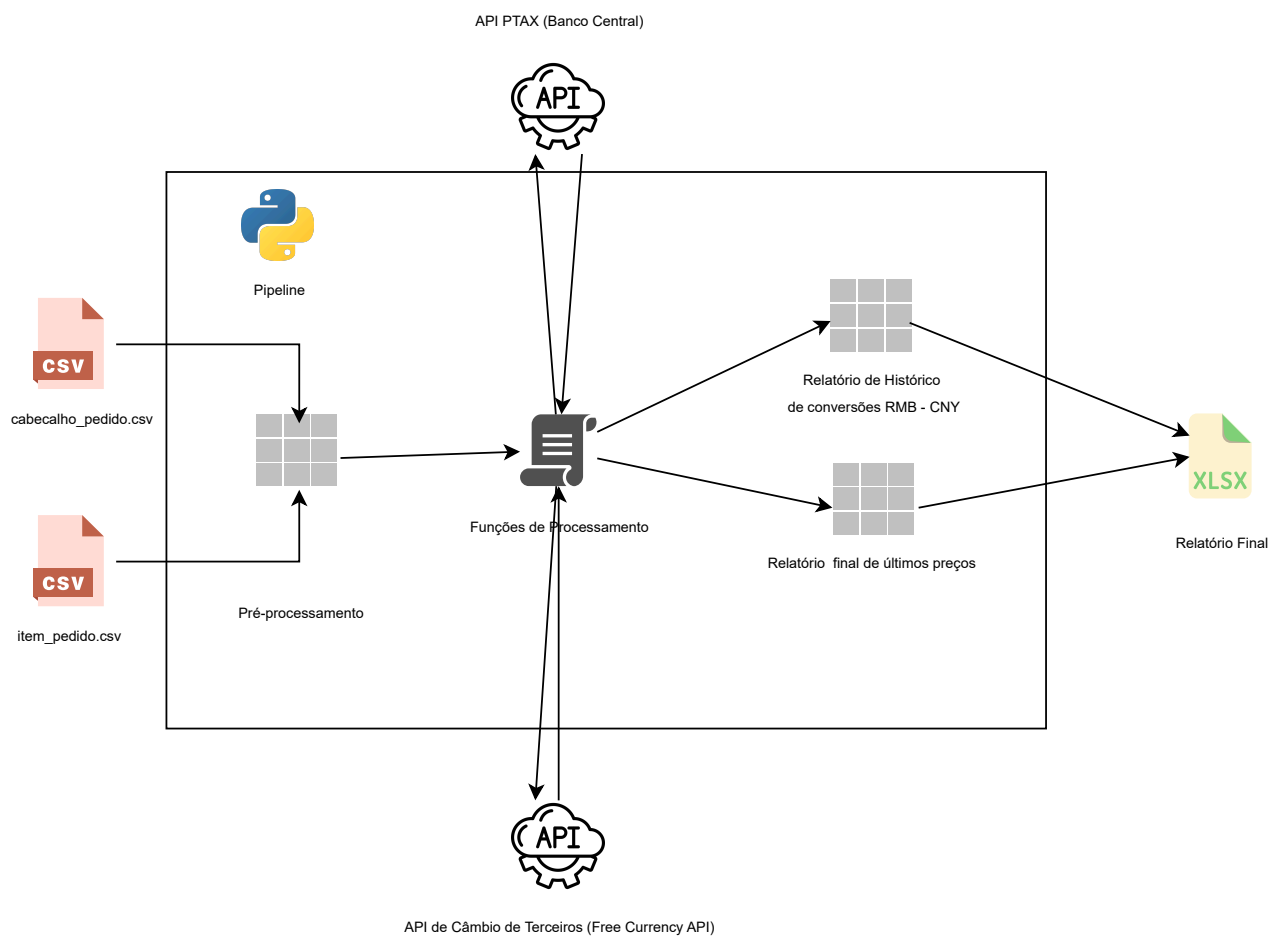 API PTAX (Banco Central)
API
Pipeline
CSV
cabecalho_pedido.csv
Relatório de Histórico
de conversões RMB - CNY
XLSX
Funções de Processamento
CSV
Relatório  final de últimos preços
Relatório Final
Pré-processamento
item_pedido.csv
API
API de Câmbio de Terceiros (Free Currency API)